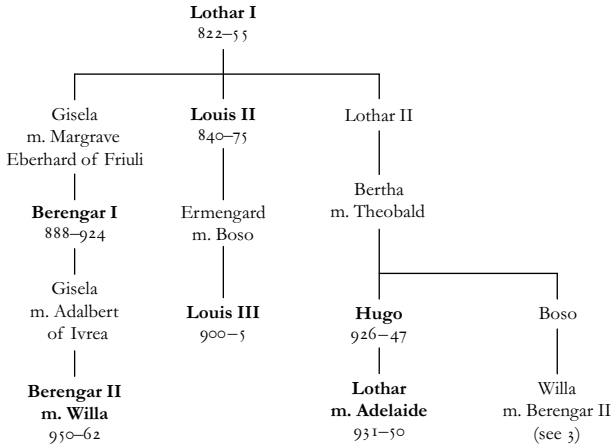 Lothar I
822–55
Gisela
m. Margrave
Eberhard of Friuli
Louis II
840–75
Lothar II
Berengar I
888–924
Ermengard
m. Boso
Bertha
m. Theobald
Gisela
m. Adalbert
of Ivrea
Louis III
900–5
Hugo
926–47
Boso
Berengar II
m. Willa
950–62
Lothar
m. Adelaide
931–50
Willa
m. Berengar II
(see 3)